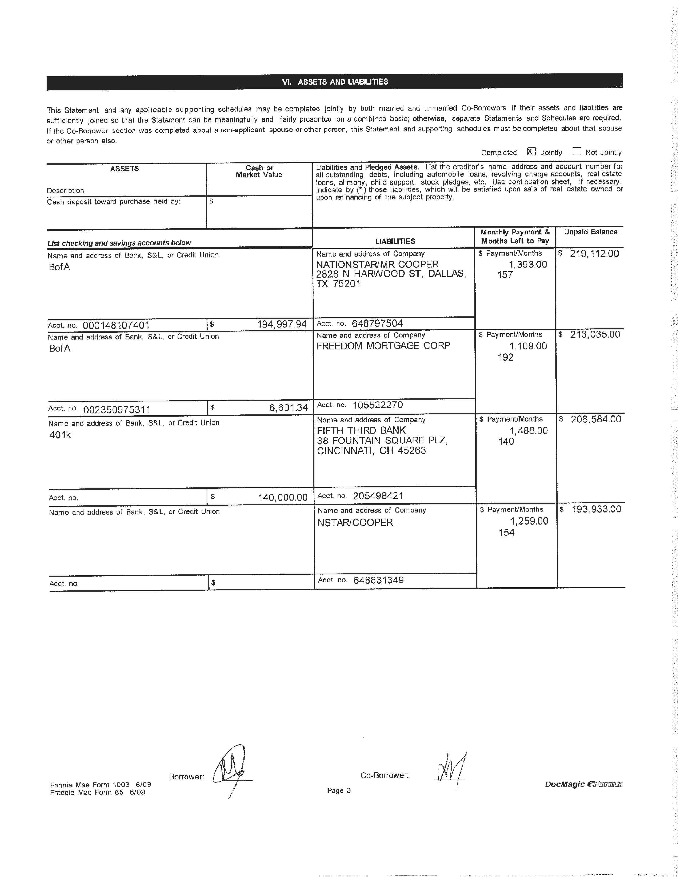 VI. ASSETS AND LIABILITIES
This Statement and any applicable supporting schedules may be completed jointly by both married and unmarried Co-Borrowers if their assets and liabilities are
sufficiently joined so that the Statement can be meaningfully and fairly presented on a combined basis; otherwise, separate Statements and Schedules are required.
If the Co-Borrower section was completed about a non-applicant spouse or other person, this Statement and supporting schedules must be completed about that spouse
or other person also.
Completed X Jointly Not Jointly
ASSETS
Description
Cash or
Market Value
Liabilities and Pledged Assets. List the creditor's name, address and account number for
all outstanding debts, including automobile loans, revolving charge accounts, real estate
loans, alimony, child support, stock pledges, etc. Use continuation sheet, if necessary.
Indicate by (*) those liabilities, which will be satisfied upon sale of real estate owned or
upon refinancing of the subject property.
Cash deposit toward purchase held by: $
List checking and savings accounts below
LIABILITIES
Monthly Payment &
Months Left to Pay
Unpaid Balance
Name and address of Bank, S&L, or Credit Union
BofA
Name and address of Company
NATIONSTAR/MR COOPER
2828 N HARWOOD ST, DALLAS,
TX 75201
$ Payment/Months
1,393.00
157
$ 219,112.00
Acct. no. 000148107401 $ 194,997.94 Acct. no. 648797504
Name and address of Bank, S&L, or Credit Union
BofA
Name and address of Company
FREEDOM MORTGAGE CORP
$ Payment/Months
1,109.00
192
$ 213,035.00
Acct. no. 002350975311 $ 6,601.34 Acct. no. 105522270
Name and address of Bank, S&L, or Credit Union
401k
Name and address of Company
FIFTH THIRD BANK
38 FOUNTAIN SQUARE PLZ,
CINCINNATI, OH 45263
$ Payment/Months
1,488.00
140
$ 208,584.00
Acct. no. $ 140,000.00 Acct. no. 205498421
Name and address of Bank, S&L, or Credit Union
Name and address of Company
NSTAR/COOPER
$ Payment/Months
1,259.00
154
$ 193,933.00
Acct. no. $ Acct. no. 646631349
Borrower:
Co-Borrower:
Fannie Mae Form 1003 6/09
Freddie Mac Form 65 6/09
Page 3
DocMagic